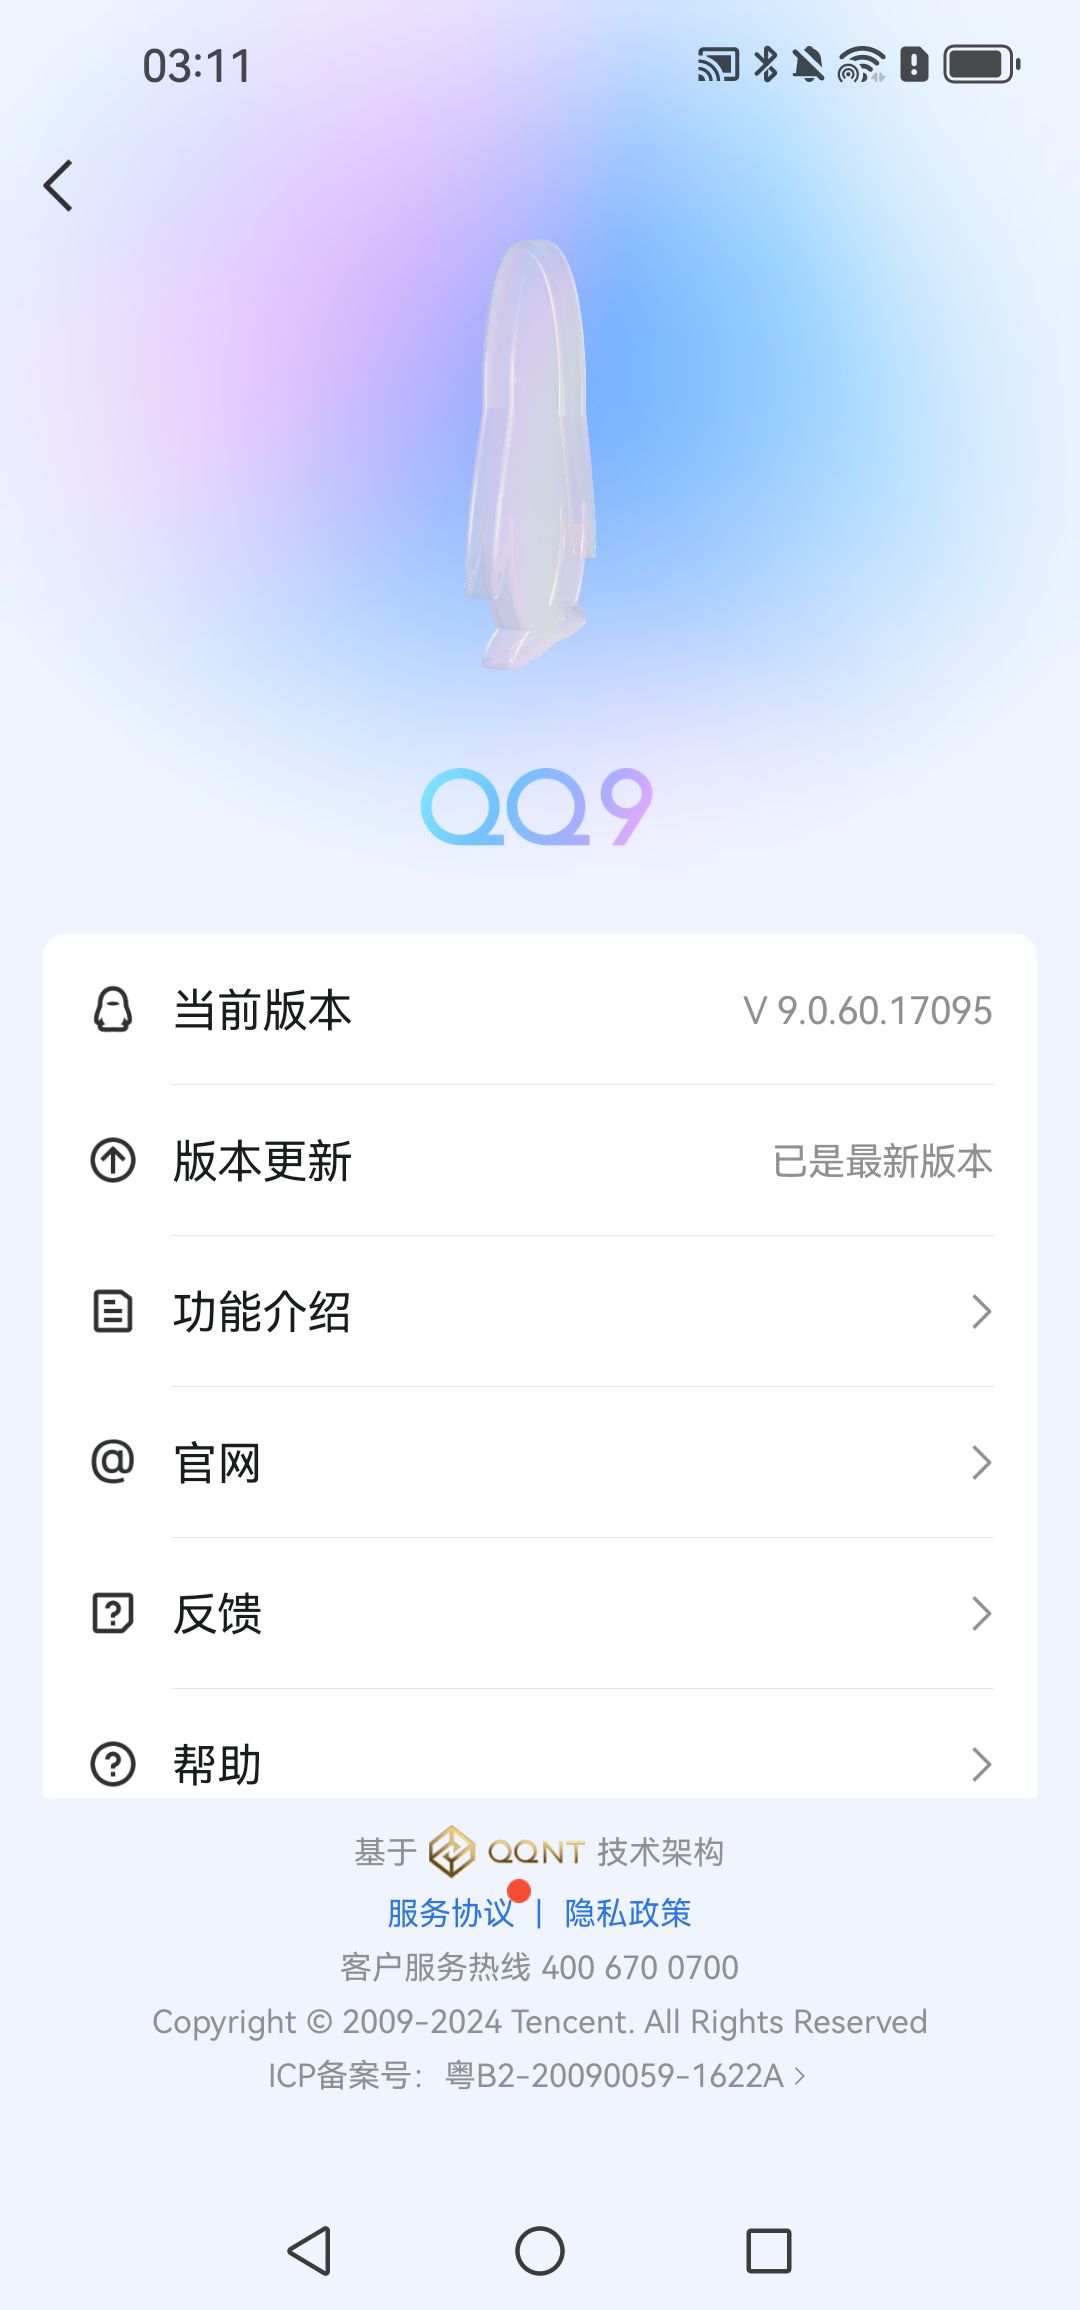 03:11
QQ9
当前版本
V 9.0.60.17095
版本更新
已是最新版本
功能介绍
官网
反馈
帮助
基于 QQNT 技术架构
服务协议 | 隐私政策
客户服务热线 400 670 0700
Copyright © 2009-2024 Tencent. All Rights Reserved
ICP备案号：粤B2-20090059-1622A >